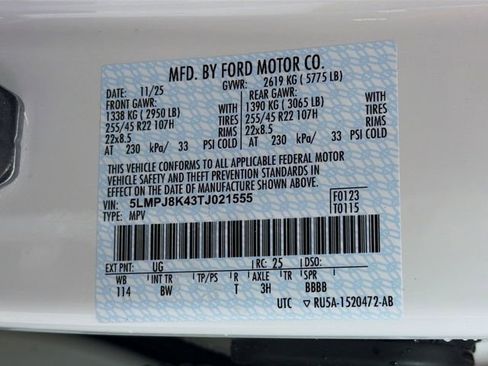 MFD. BY FORD MOTOR CO.
DATE: 11/25 GVWR: 2619 KG ( 5775 LB)
FRONT GAWR: REAR GAWR:
1338 KG ( 2950 LB) 1390 KG ( 3065 LB)
255/45 R22 107H TIRES 255/45 R22 107H TIRES
22x8.5 RIMS 22x8.5 RIMS
AT 230 kPa/ 33 PSI COLD AT 230 kPa/ 33 PSI COLD
THIS VEHICLE CONFORMS TO ALL APPLICABLE FEDERAL MOTOR
VEHICLE SAFETY AND THEFT PREVENTION STANDARDS IN EFFECT
ON THE DATE OF MANUFACTURE SHOWN ABOVE.
VIN: 5LMPJ8K43TJ021555 F0123
TYPE: MPV T0115
EXT PNT: UG RC: 25 DSO:
WB INT TR TP/PS R AXLE TR SPR
114 BW T 3H BBBB
UTC ▽ RU5A-1520472-AB